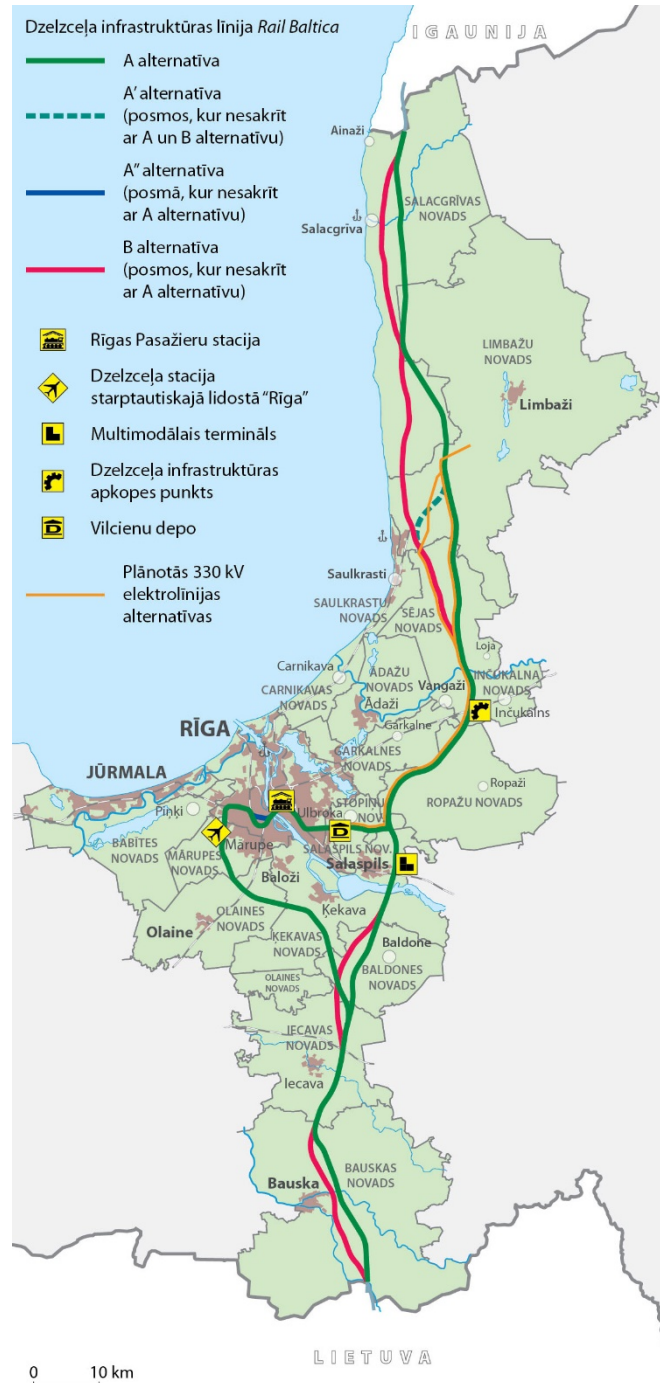 Dzelzceļa infrastruktūras līnija Rail Baltica
IGAUNIJA
A alternatīva
A’ alternatīva
(posmos, kur nesakrīt
ar A un B alternatīvu)
A” alternatīva
(posmā, kur nesakrīt
ar A alternatīvu)
B alternatīva
(posmos, kur nesakrīt
ar A alternatīvu)
Rīgas Pasažieru stacija
Dzelzceļa stacija
starptautiskajā lidostā “Rīga”
Multimodālais termināls
Dzelzceļa infrastruktūras
apkopes punkts
D
Vilcienu depo
Plānotās 330 kV
elektrolīnijas
alternatīvas
Ainaži
SALACGRĪVAS
NOVADS
Salacgrīva
LIMBAŽU
NOVADS
Limbaži
Saulkrasti
SAULKRASTU
NOVADS
SĒJAS
NOVADS
Loja
Carnikava
CARNIKAVAS
NOVADS
ĀDAŽU
NOVADS
Ādaži
Vangaži
INČUKALNA
NOVADS
Inčukalns
RĪGA
Garkalne
GARKALNES
NOVADS
JŪRMALA
Ropaži
ROPAŽU NOVADS
Piņķi
Ulbroka
STOPIŅU
NOV.
D
BABĪTES
NOVADS
MĀRUPES
NOVADS
Mārupe
SALASPILS NOV.
Salaspils
Baloži
Olaine
OLAINES
NOVADS
Ķekava
ĶEKAVAS
NOVADS
Baldone
BALDONES
NOVADS
OLAINES
NOVADS
IECAVAS
NOVADS
Iecava
BAUSKAS
NOVADS
Bauska
LIETUVA
0 10 km